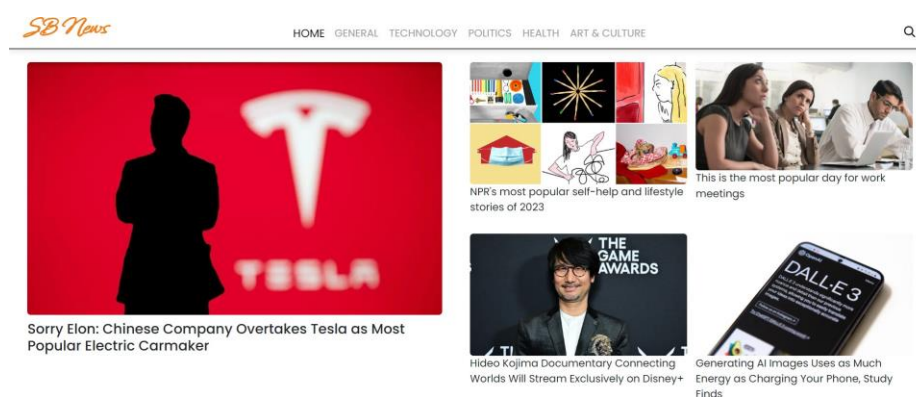 SB News
HOME GENERAL TECHNOLOGY POLITICS HEALTH ART & CULTURE
TESLA
Sorry Elon: Chinese Company Overtakes Tesla as Most
Popular Electric Carmaker
NPR's most popular self-help and lifestyle
stories of 2023
This is the most popular day for work
meetings
THE
GAME
AWARDS
Hideo Kojima Documentary Connecting
Worlds Will Stream Exclusively on Disney+
OpenAI
DALL·E 3
Generating AI Images Uses as Much
Energy as Charging Your Phone, Study
Finds